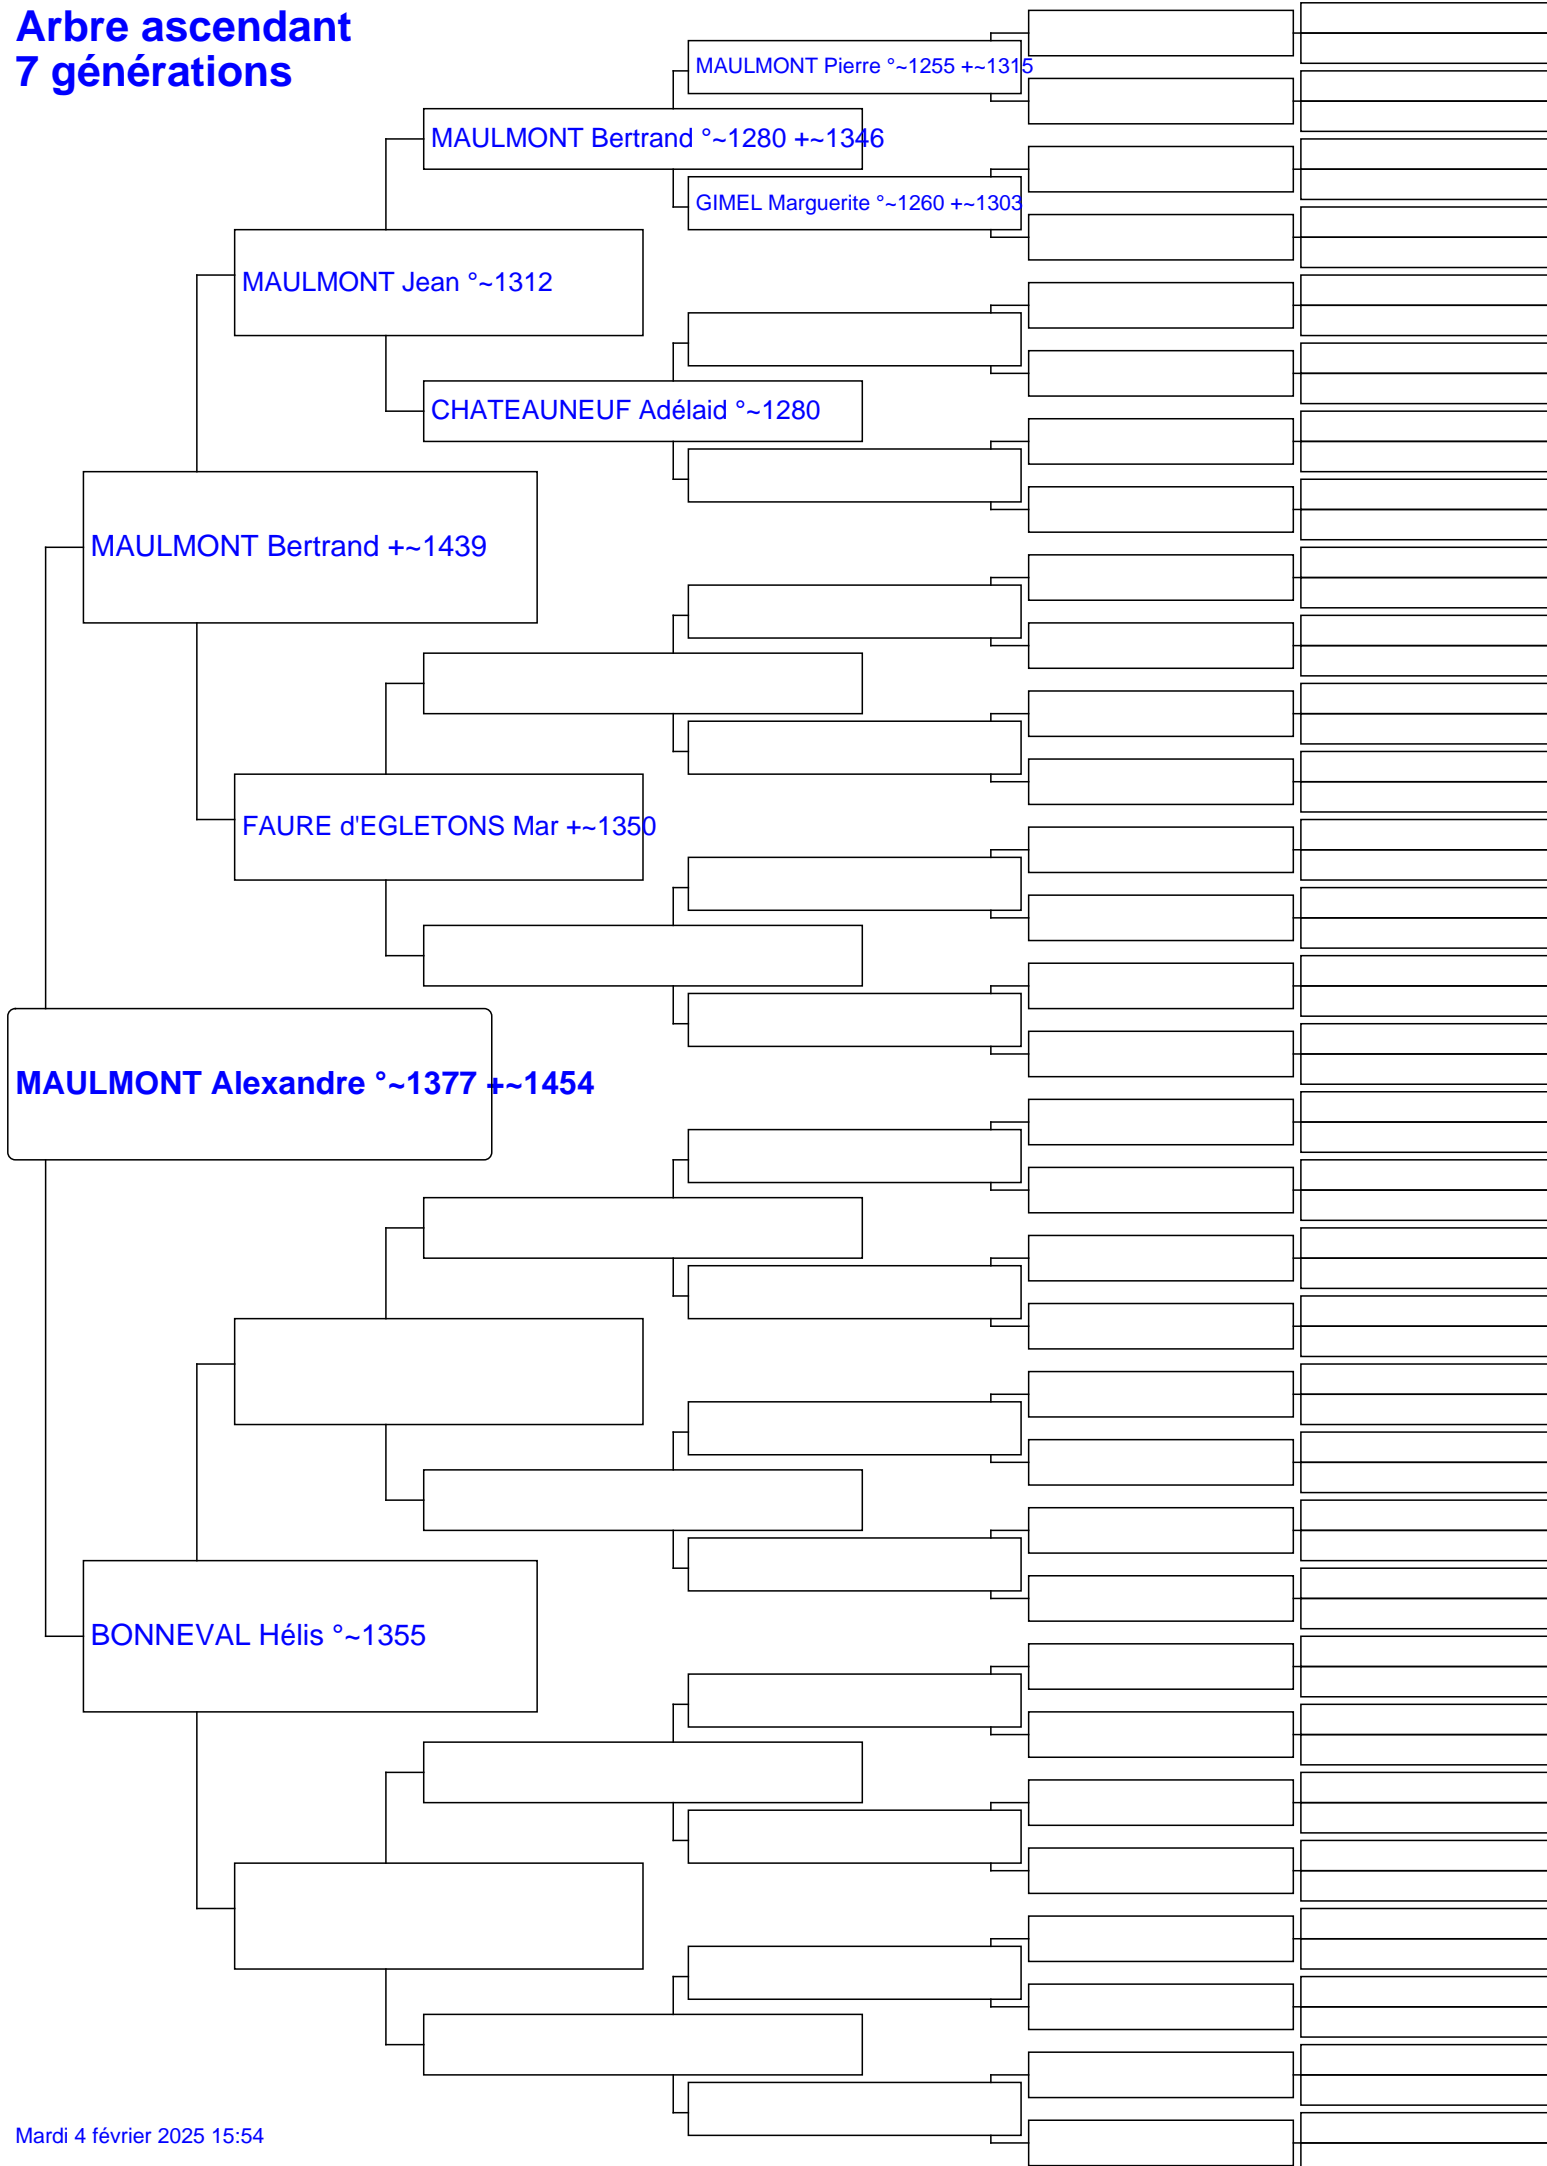 Arbre ascendant
7 générations
MAULMONT Pierre °~1255 +~1315
MAULMONT Bertrand °~1280 +~1346
GIMEL Marguerite °~1260 +~1303
MAULMONT Jean °~1312
CHATEAUNEUF Adélaid °~1280
MAULMONT Bertrand +~1439
FAURE d'EGLETONS Mar +~1350
MAULMONT Alexandre °~1377 +~1454
BONNEVAL Hélis °~1355
Mardi 4 février 2025 15:54